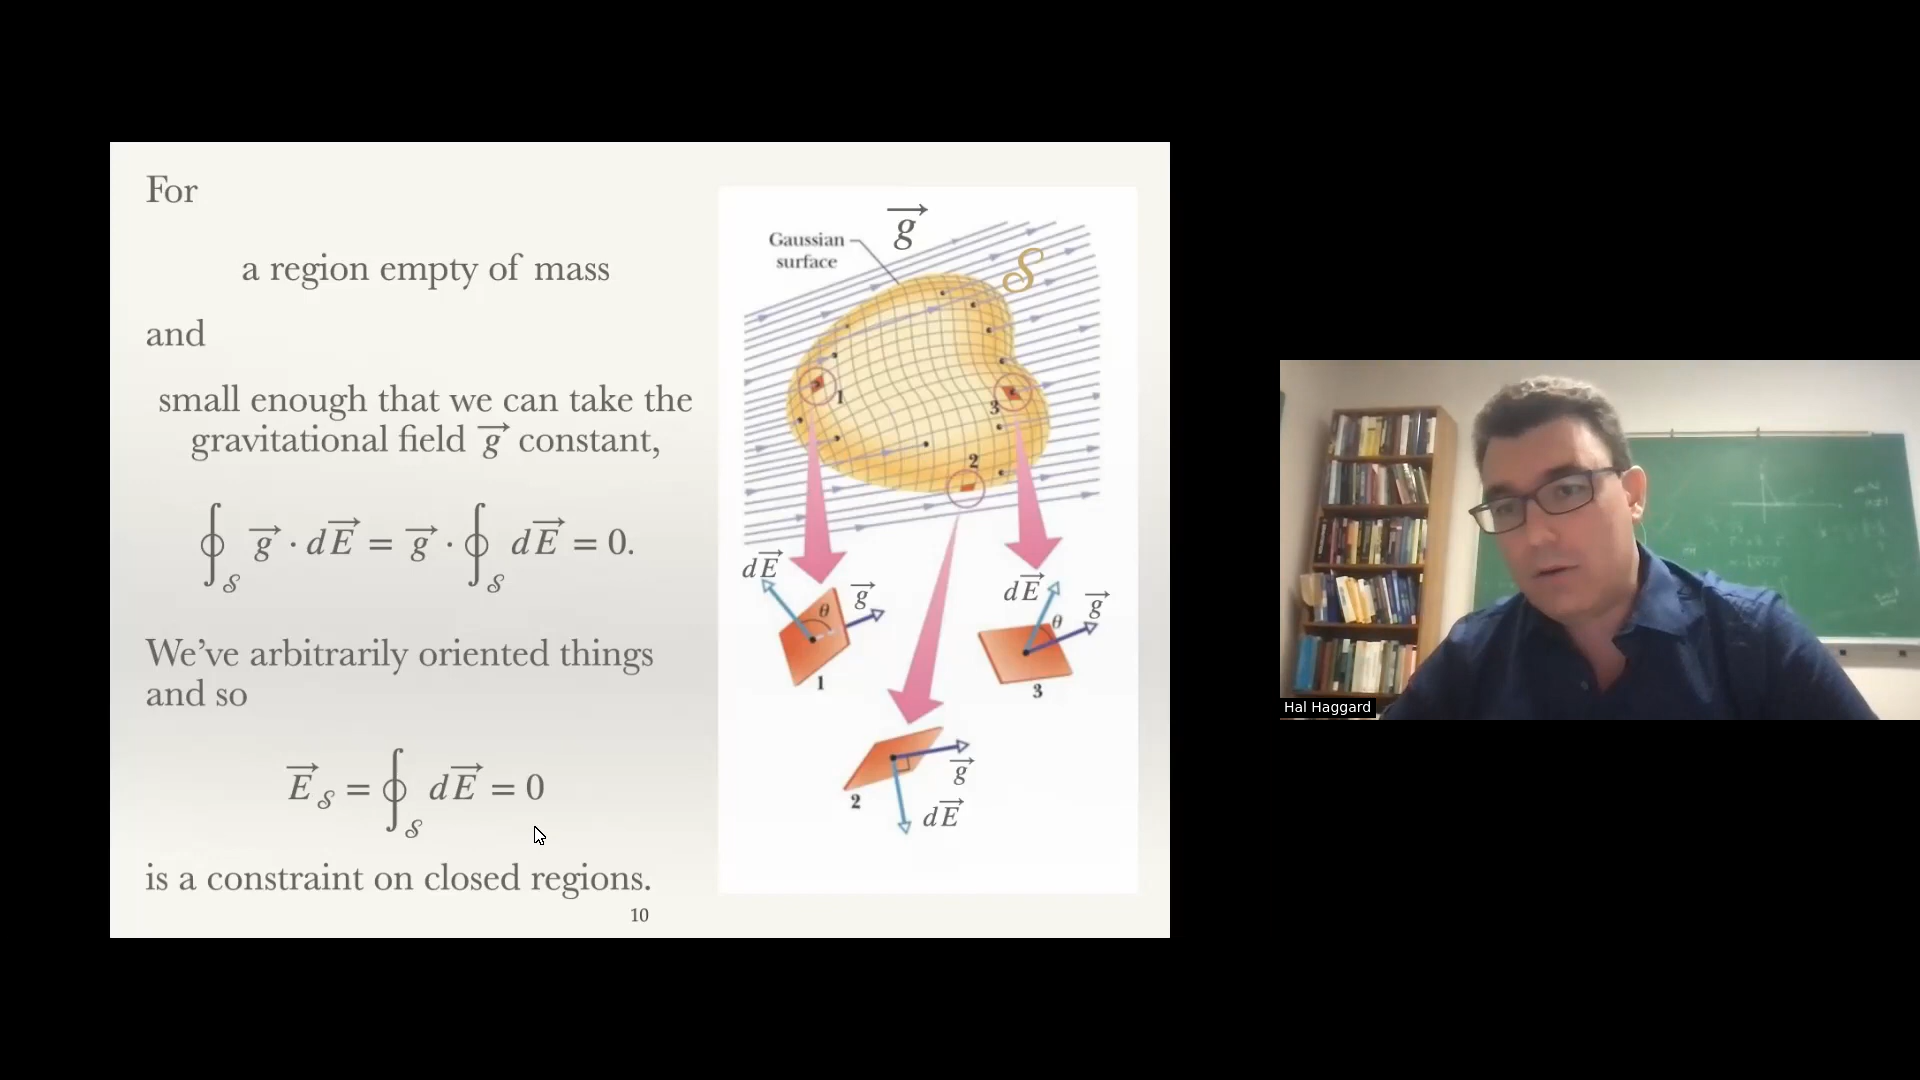 For
a region empty of mass
and
small enough that we can take the
gravitational field g⃗ constant,
∮_𝒮 g⃗ · dE⃗ = g⃗ · ∮_𝒮 dE⃗ = 0.
We've arbitrarily oriented things
and so
E⃗_𝒮 = ∮_𝒮 dE⃗ = 0
is a constraint on closed regions.
10
g⃗
Gaussian
surface
𝒮
1
3
2
dE⃗
g⃗
θ
1
dE⃗
g⃗
θ
3
g⃗
2
dE⃗
Hal Haggard